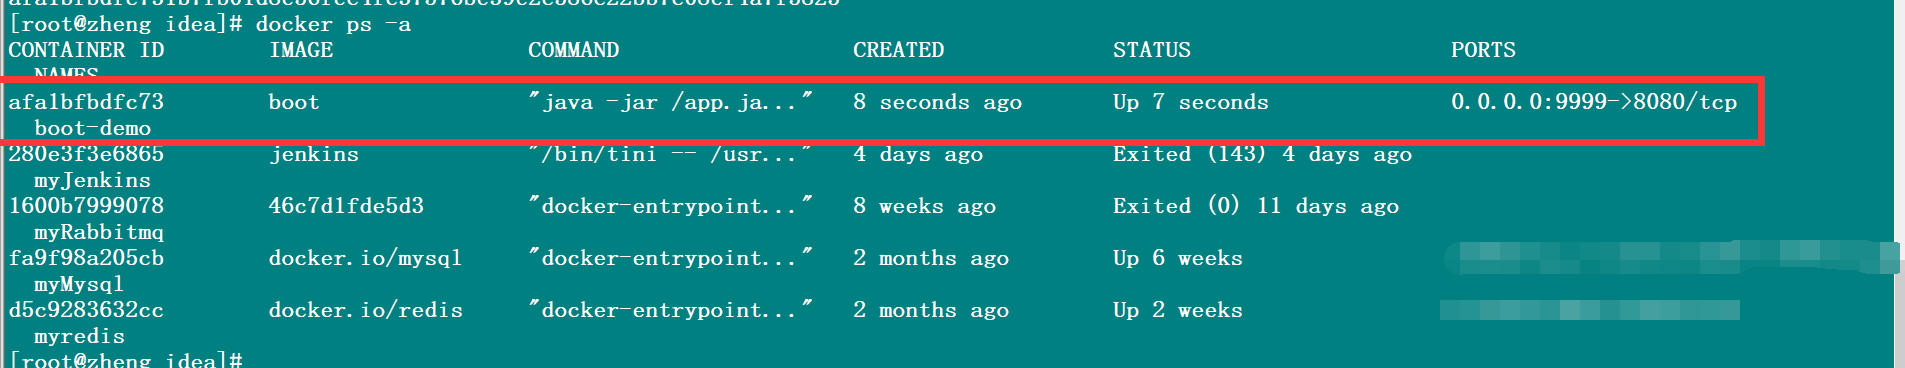 [root@zheng idea]# docker ps -a
CONTAINER ID IMAGE COMMAND CREATED STATUS PORTS
NAMES
afa1bfbdfc73 boot "java -jar /app.ja..." 8 seconds ago Up 7 seconds 0.0.0.0:9999->8080/tcp
boot-demo
280e3f3e6865 jenkins "/bin/tini -- /usr..." 4 days ago Exited (143) 4 days ago
myJenkins
1600b7999078 46c7d1fde5d3 "docker-entrypoint..." 8 weeks ago Exited (0) 11 days ago
myRabbitmq
fa9f98a205cb docker.io/mysql "docker-entrypoint..." 2 months ago Up 6 weeks
myMysql
d5c9283632cc docker.io/redis "docker-entrypoint..." 2 months ago Up 2 weeks
myredis
[root@zheng idea]#